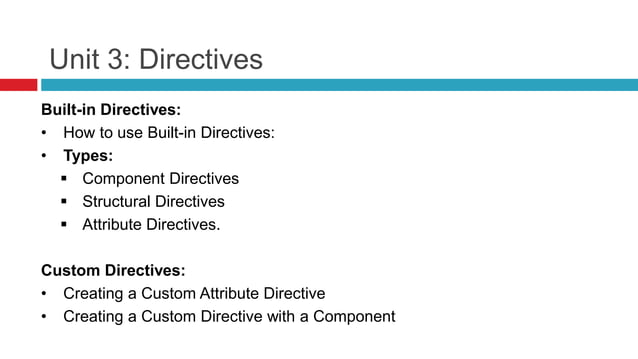 Unit 3: Directives
Built-in Directives:
• How to use Built-in Directives:
• Types:
▪ Component Directives
▪ Structural Directives
▪ Attribute Directives.
Custom Directives:
• Creating a Custom Attribute Directive
• Creating a Custom Directive with a Component